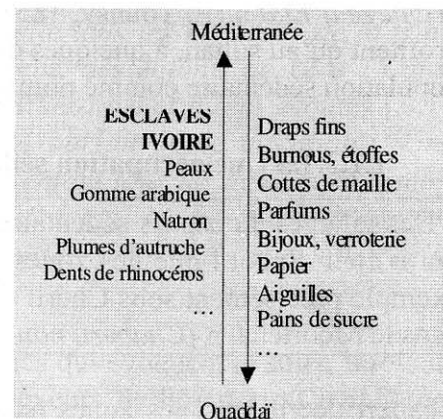 Méditerranée
ESCLAVES
IVOIRE
Peaux
Gomme arabique
Natron
Plumes d'autruche
Dents de rhinocéros
…
Draps fins
Burnous, étoffes
Cottes de maille
Parfums
Bijoux, verroterie
Papier
Aiguilles
Pains de sucre
…
Ouaddaï